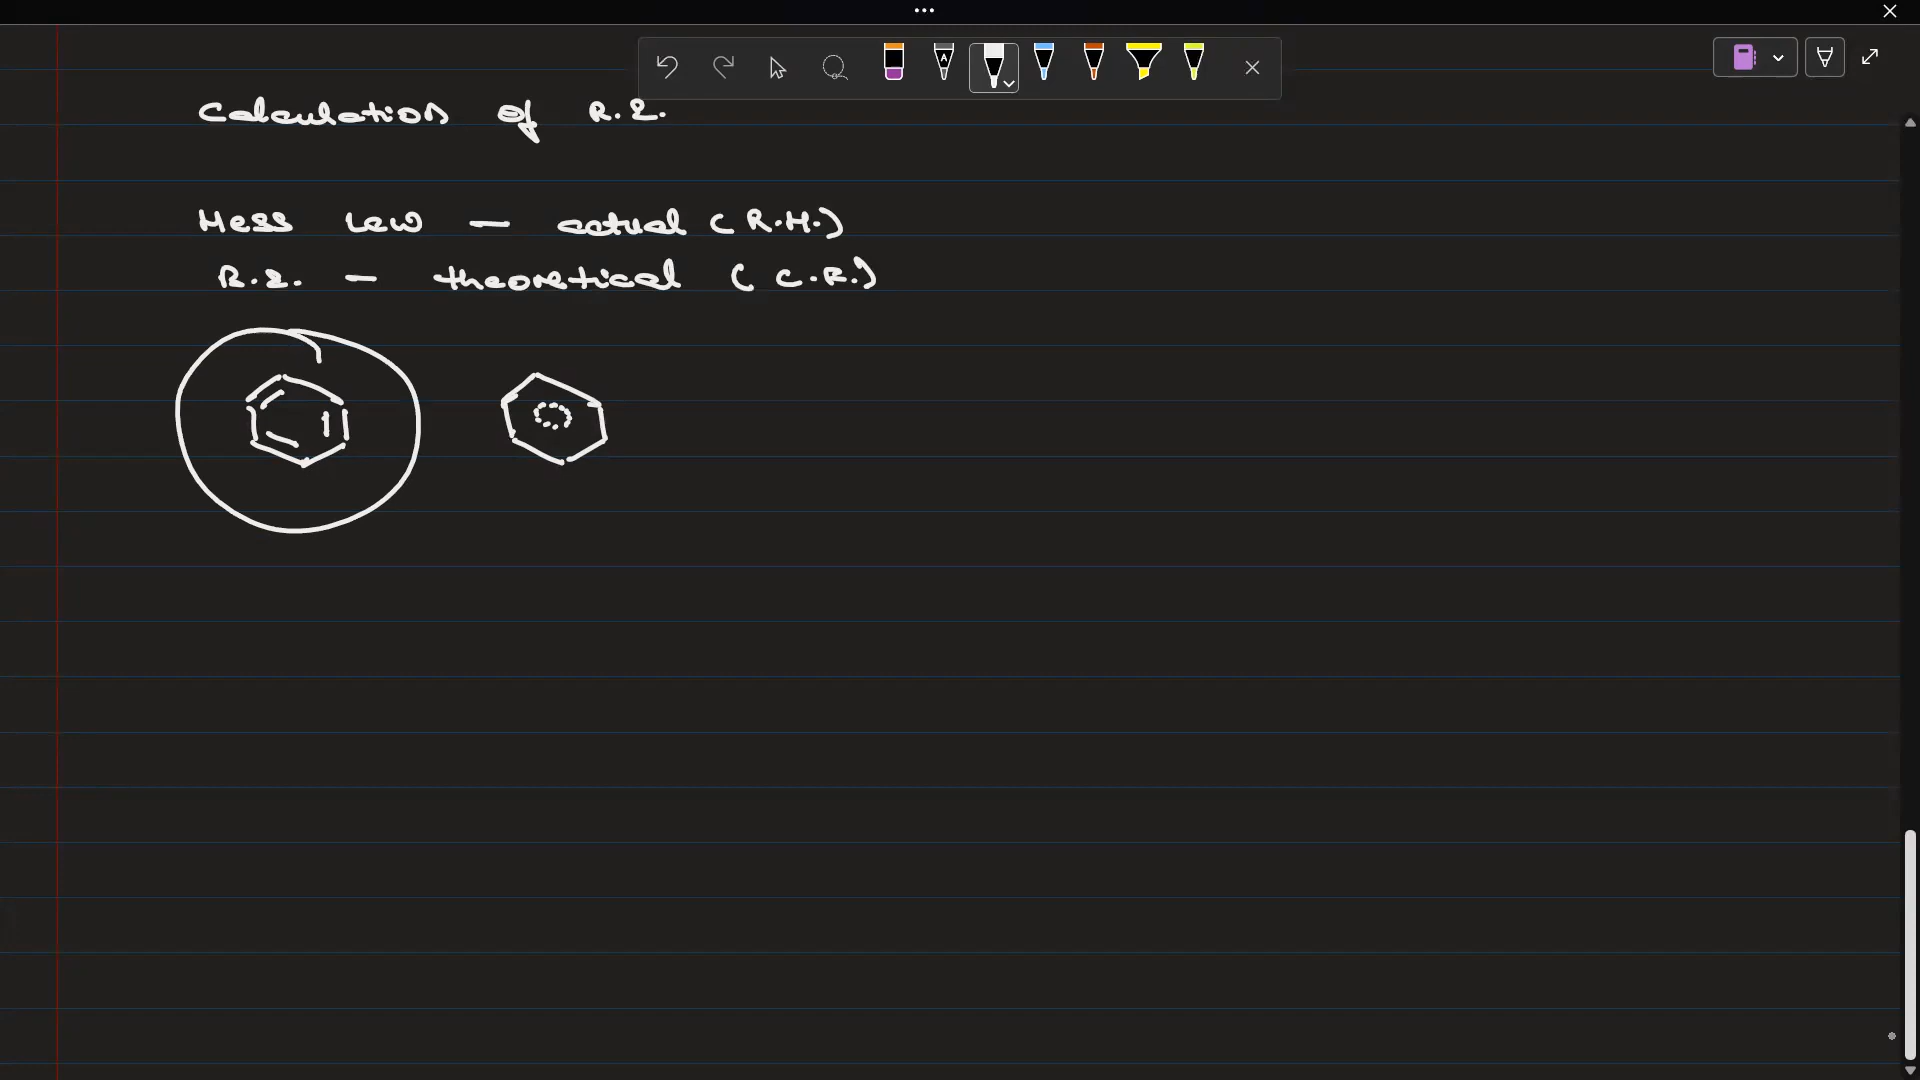 Calculation of R.E.
Hess Law — actual (R.H.)
R.E. — theoretical (C.R.)